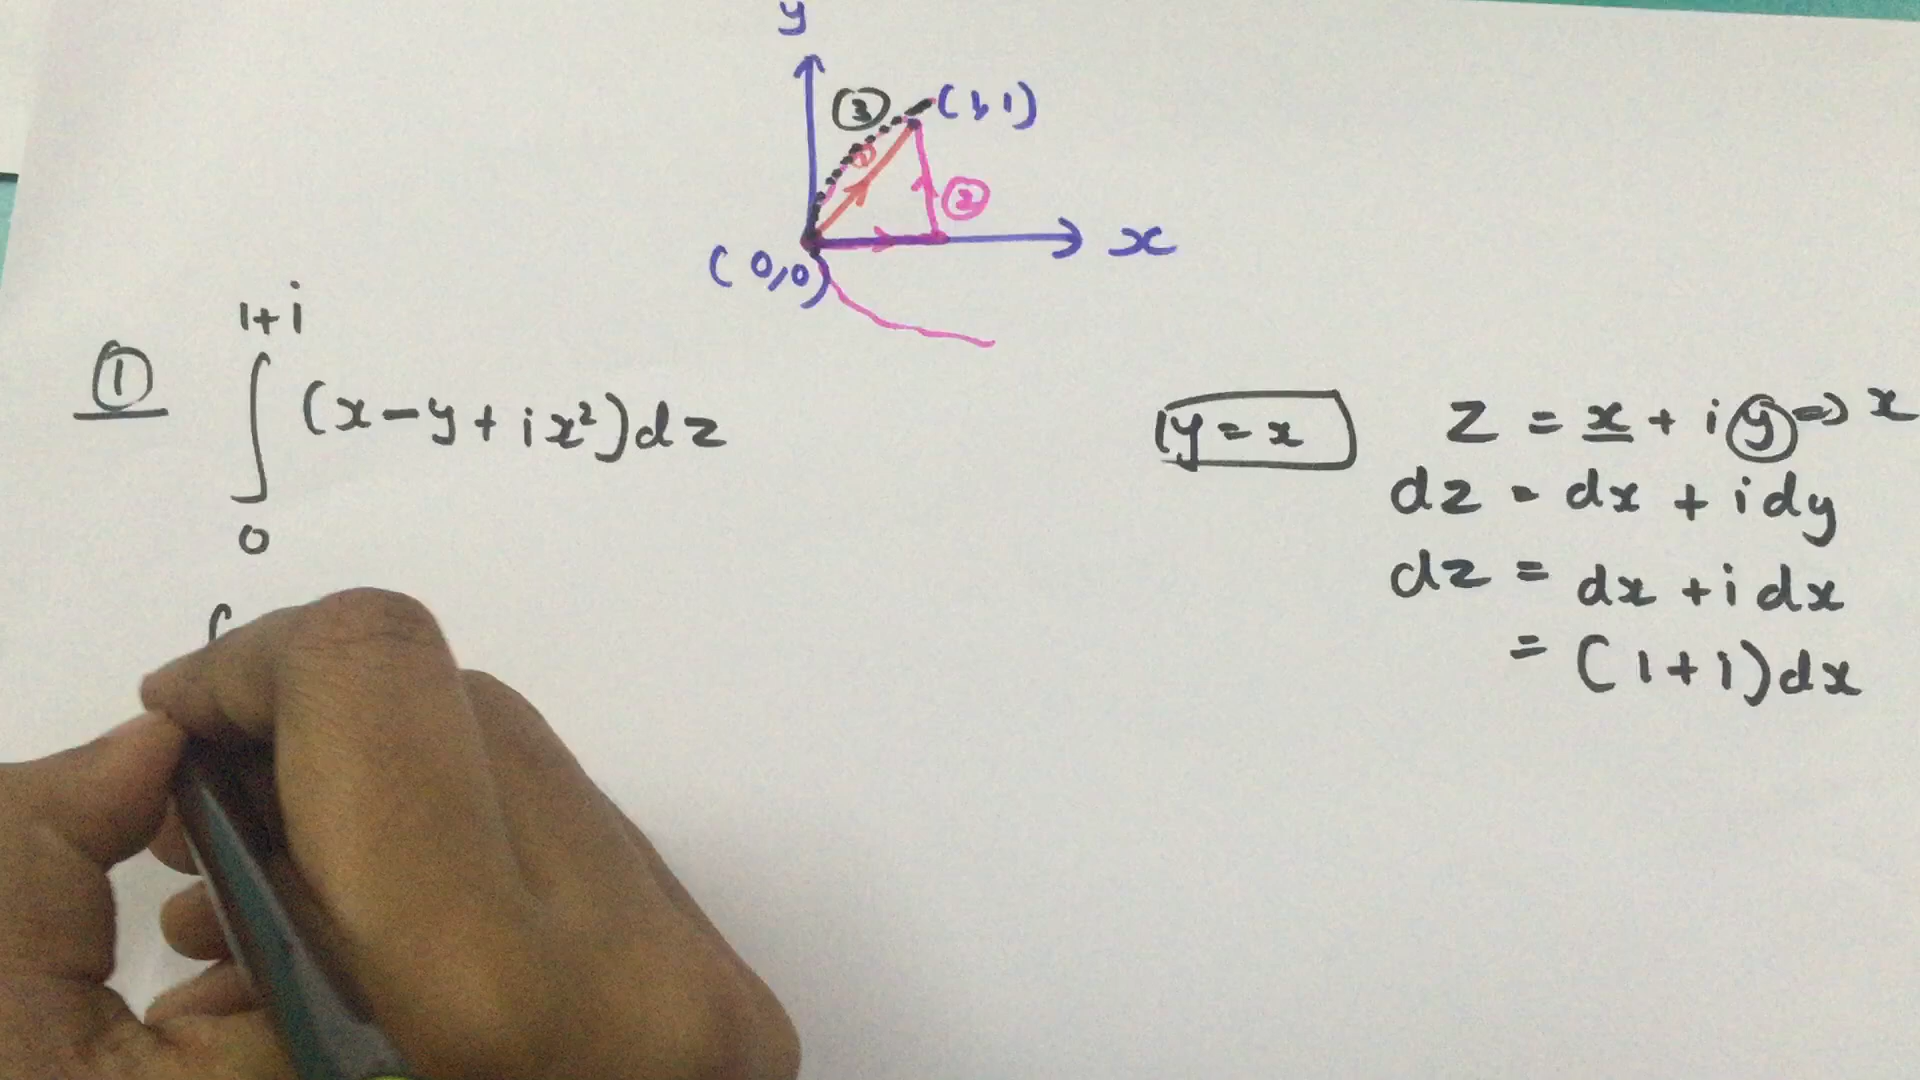 y
③ (1,1)
①
②
x
(0,0)
1+i
① ∫ (x-y+ix²)dz
0
y=x
z = x + iy ⇒ x
dz = dx + idy
dz = dx + idx
= (1+i)dx
∫